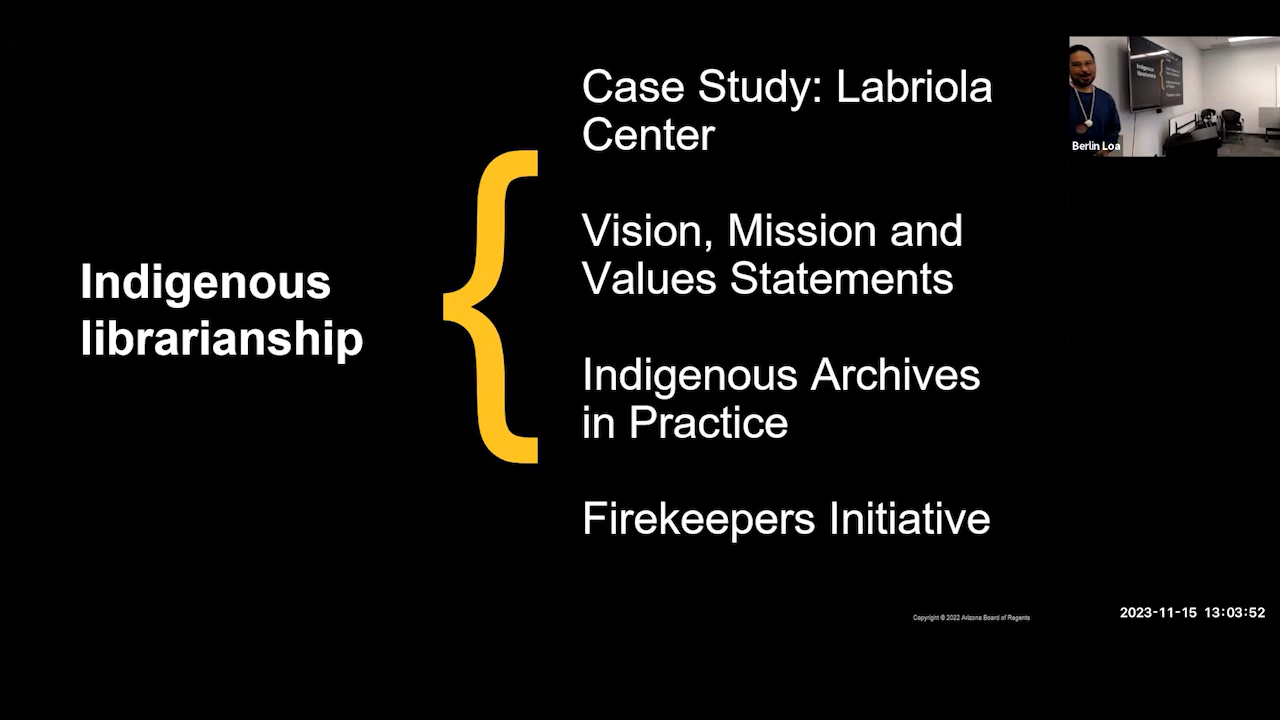 Indigenous
librarianship
Case Study: Labriola
Center
Vision, Mission and
Values Statements
Indigenous Archives
in Practice
Firekeepers Initiative
Copyright © 2022 Arizona Board of Regents
Berlin Loa
2023-11-15 13:03:52